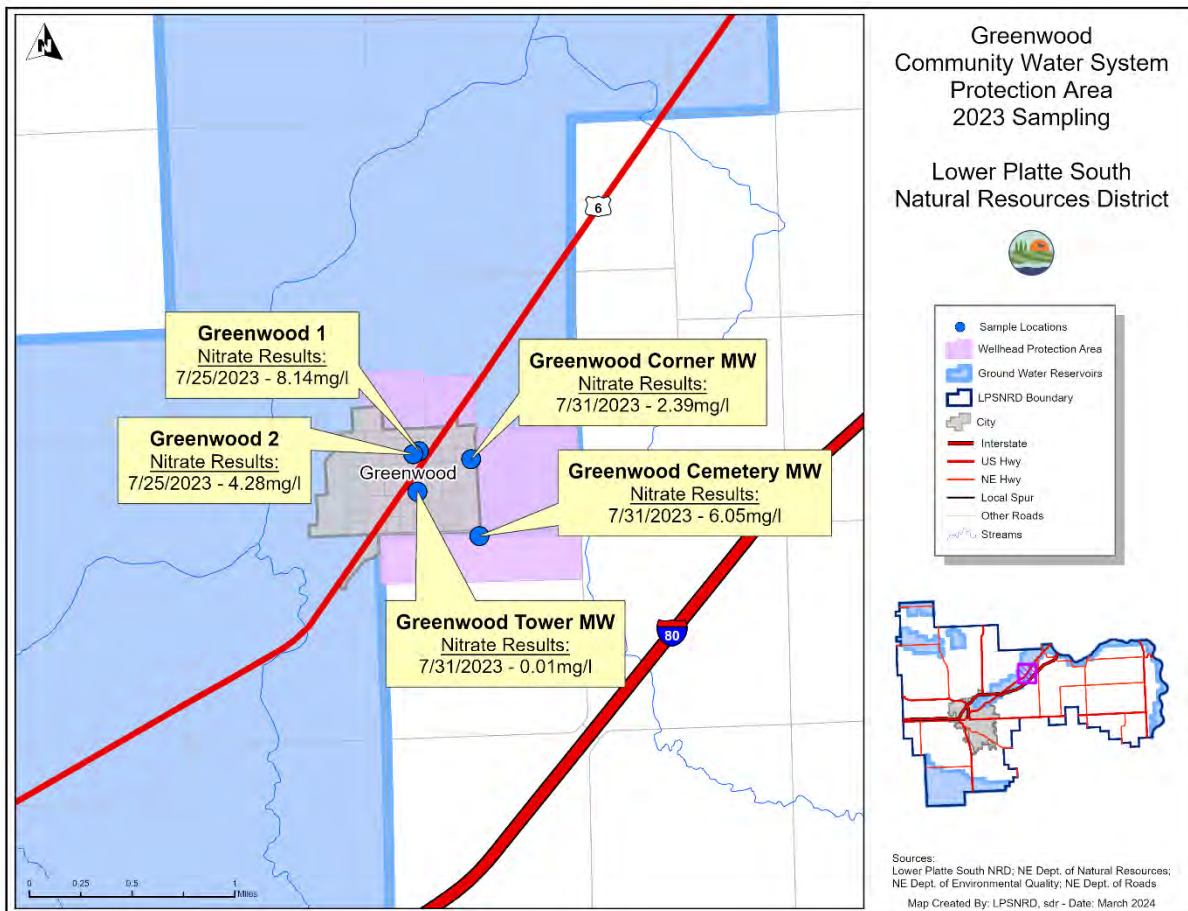 N
Greenwood
Community Water System
Protection Area
2023 Sampling
Lower Platte South
Natural Resources District
6
Greenwood 1
Nitrate Results:
7/25/2023 - 8.14mg/l
Greenwood Corner MW
Nitrate Results:
7/31/2023 - 2.39mg/l
Greenwood 2
Nitrate Results:
7/25/2023 - 4.28mg/l
Greenwood
Greenwood Cemetery MW
Nitrate Results:
7/31/2023 - 6.05mg/l
Greenwood Tower MW
Nitrate Results:
7/31/2023 - 0.01mg/l
80
0 0.25 0.5 1
Miles
Sample Locations
Wellhead Protection Area
Ground Water Reservoirs
LPSNRD Boundary
City
Interstate
US Hwy
NE Hwy
Local Spur
Other Roads
Streams
Sources:
Lower Platte South NRD; NE Dept. of Natural Resources;
NE Dept. of Environmental Quality; NE Dept. of Roads
Map Created By: LPSNRD, sdr - Date: March 2024